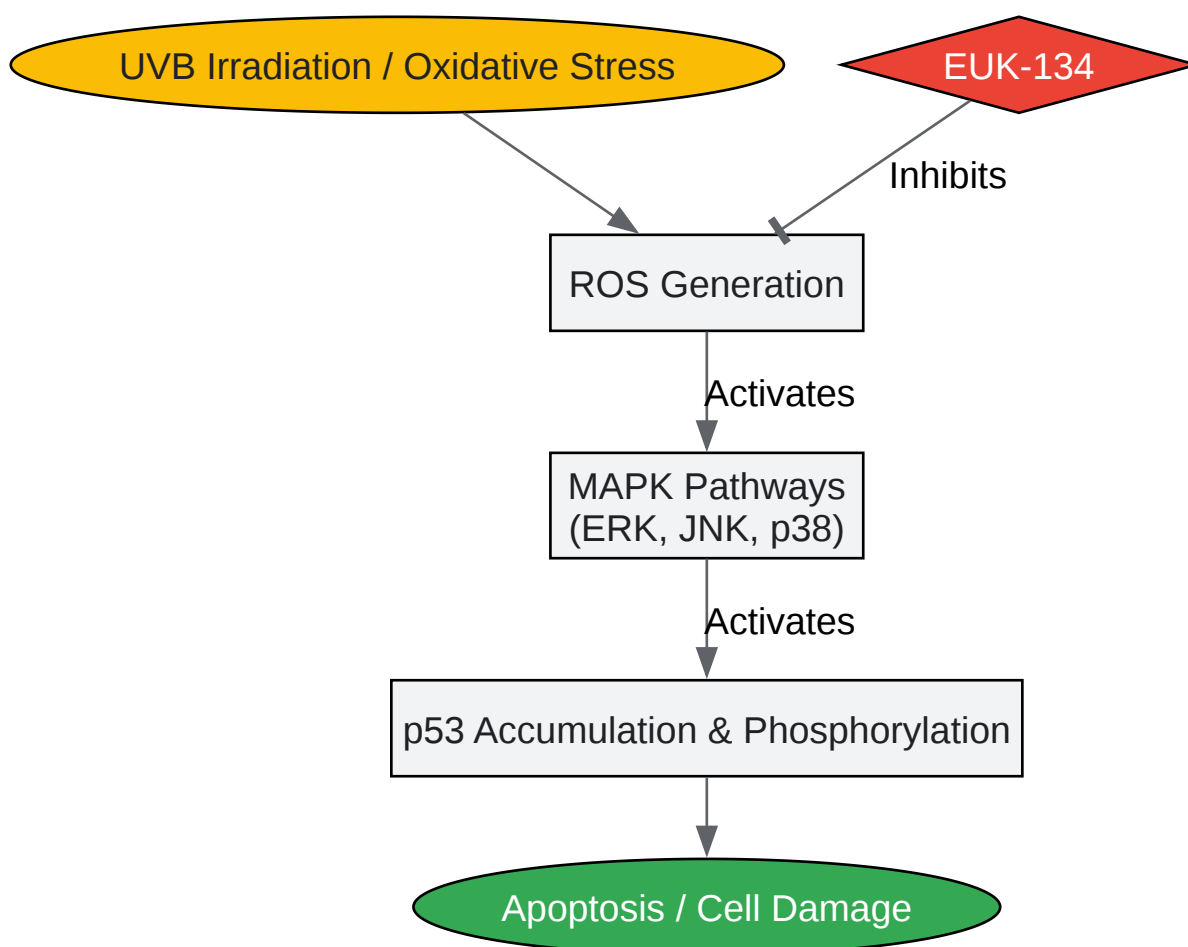 UVB Irradiation / Oxidative Stress
EUK-134
Inhibits
ROS Generation
Activates
MAPK Pathways
(ERK, JNK, p38)
Activates
p53 Accumulation & Phosphorylation
Apoptosis / Cell Damage